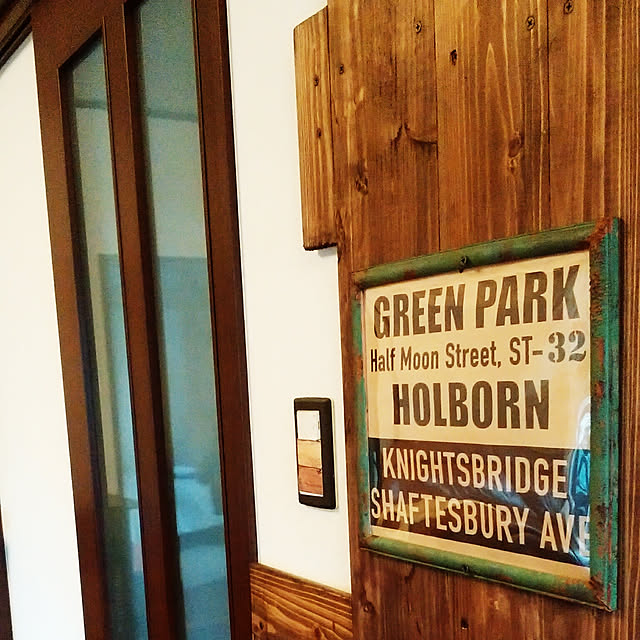 GREEN PARK
Half Moon Street, ST-32
HOLBORN
KNIGHTSBRIDGE
SHAFTESBURY AVE